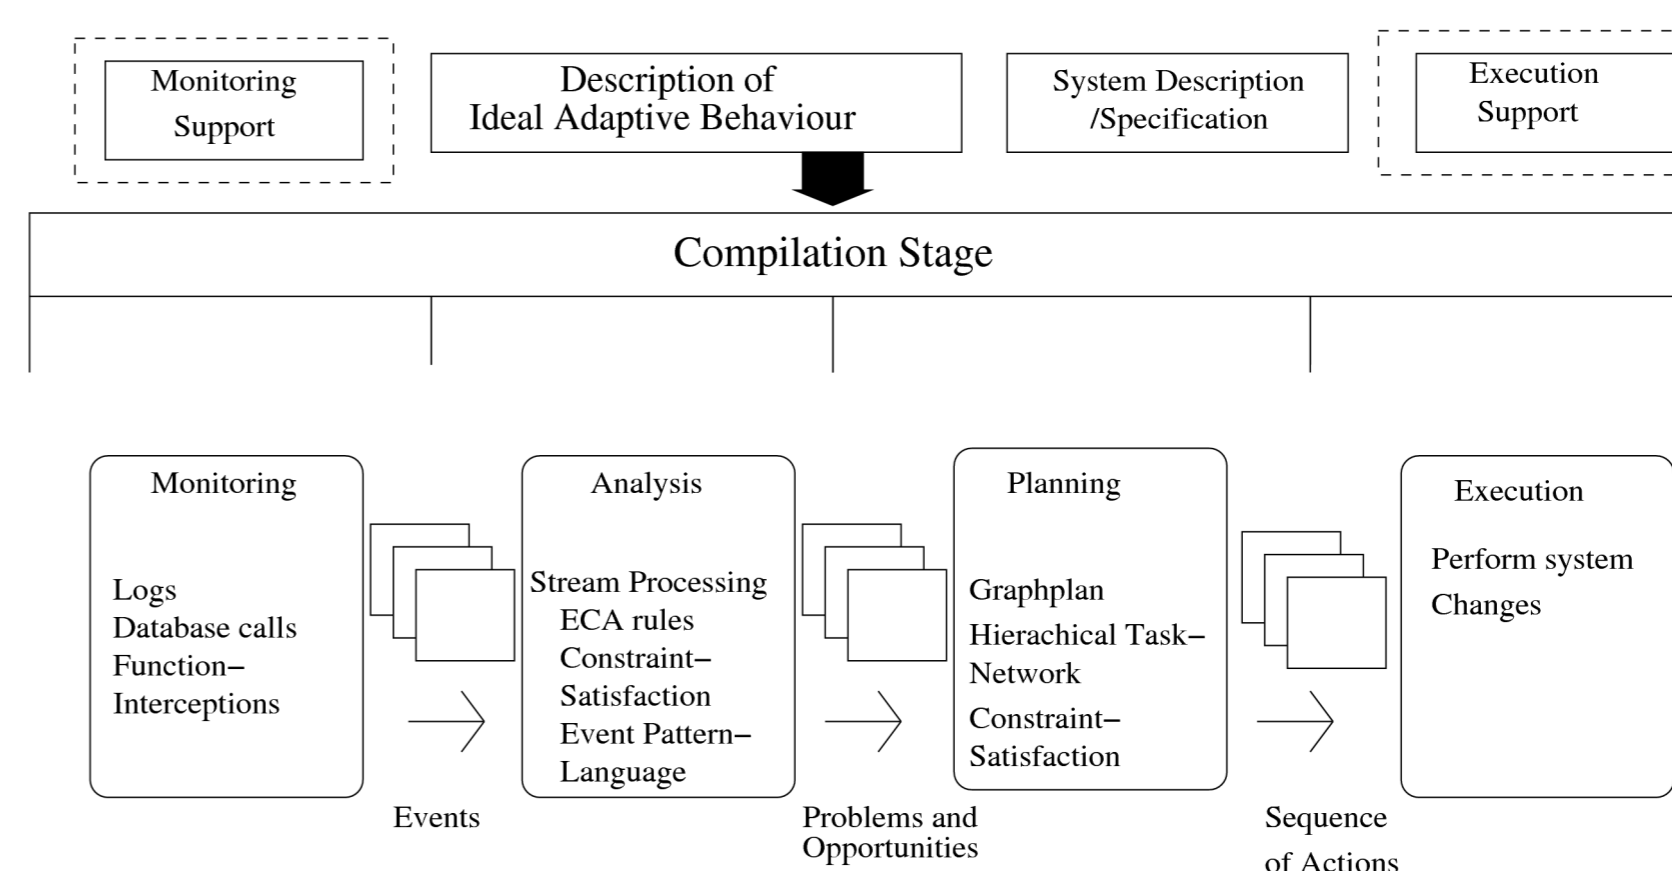 Monitoring
Support
Description of
Ideal Adaptive Behaviour
System Description
/Specification
Execution
Support
Compilation Stage
Monitoring
Logs
Database calls
Function–
Interceptions
Events
Analysis
Stream Processing
ECA rules
Constraint–
Satisfaction
Event Pattern–
Language
Problems and
Opportunities
Planning
Graphplan
Hierachical Task–
Network
Constraint–
Satisfaction
Sequence
of Actions
Execution
Perform system
Changes